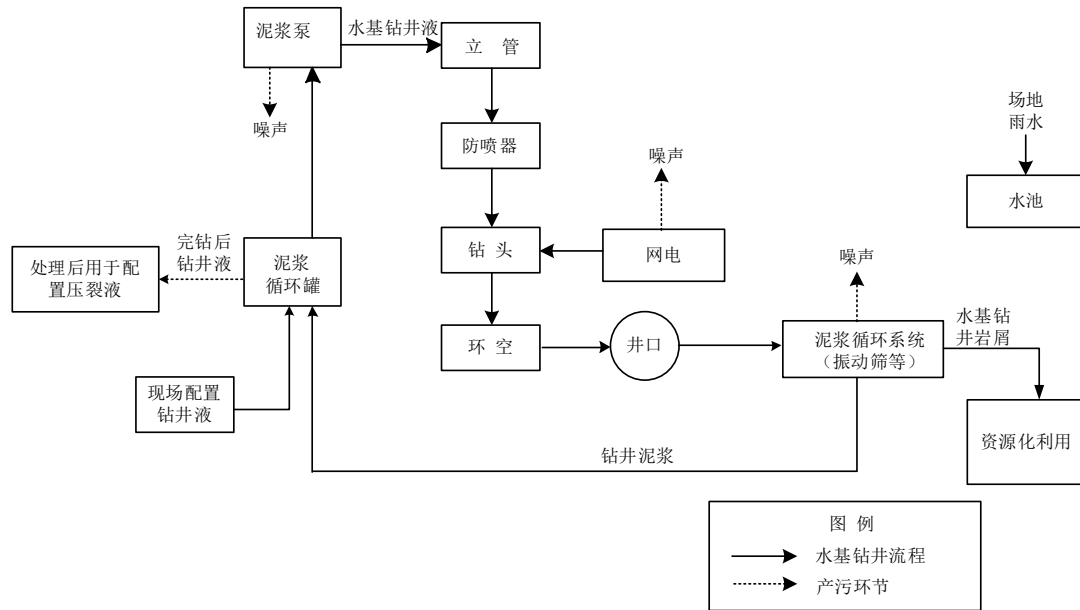 泥浆泵
水基钻井液
立 管
噪声
防喷器
噪声
场地
雨水
水池
钻 头
网电
完钻后
钻井液
处理后用于配
置压裂液
泥浆
循环罐
噪声
环 空
井口
泥浆循环系统
（振动筛等）
水基钻
井岩屑
现场配置
钻井液
资源化利用
钻井泥浆
图 例
水基钻井流程
产污环节